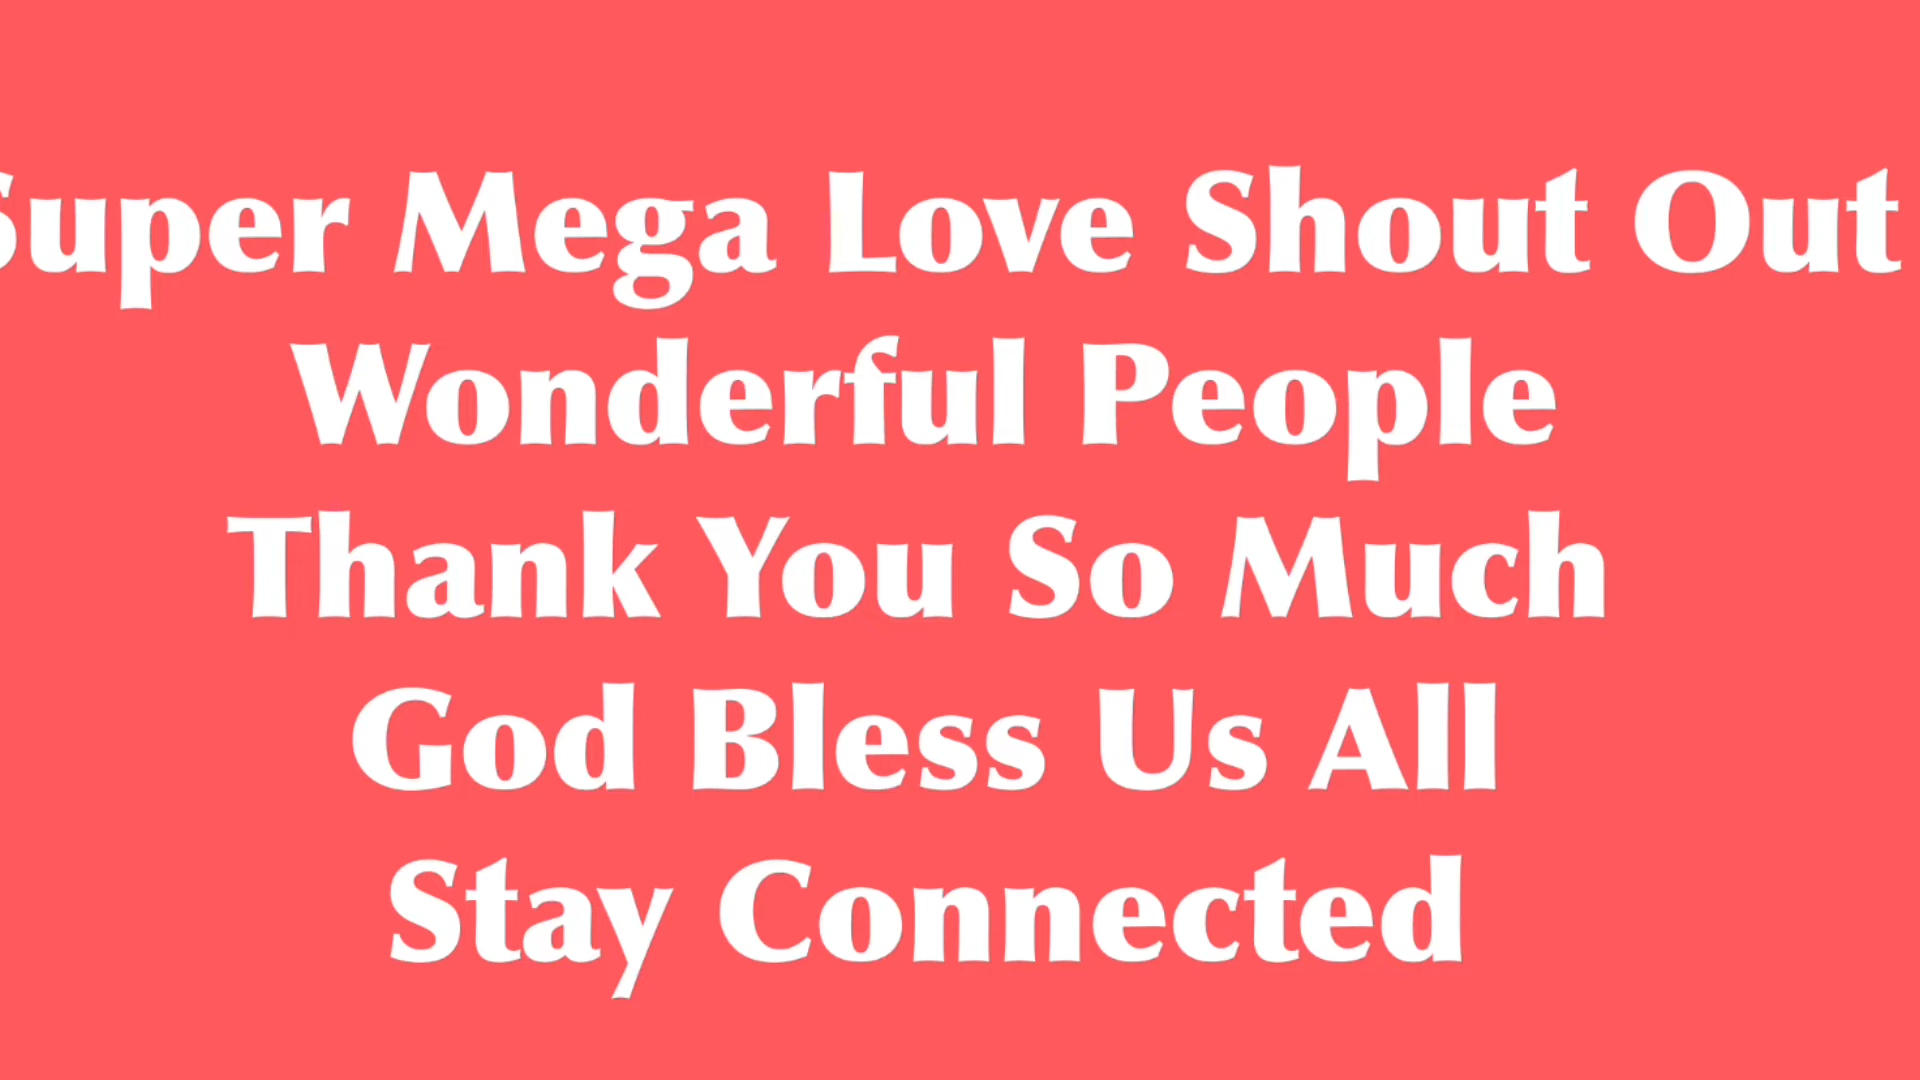 Super Mega Love Shout Out
Wonderful People
Thank You So Much
God Bless Us All
Stay Connected